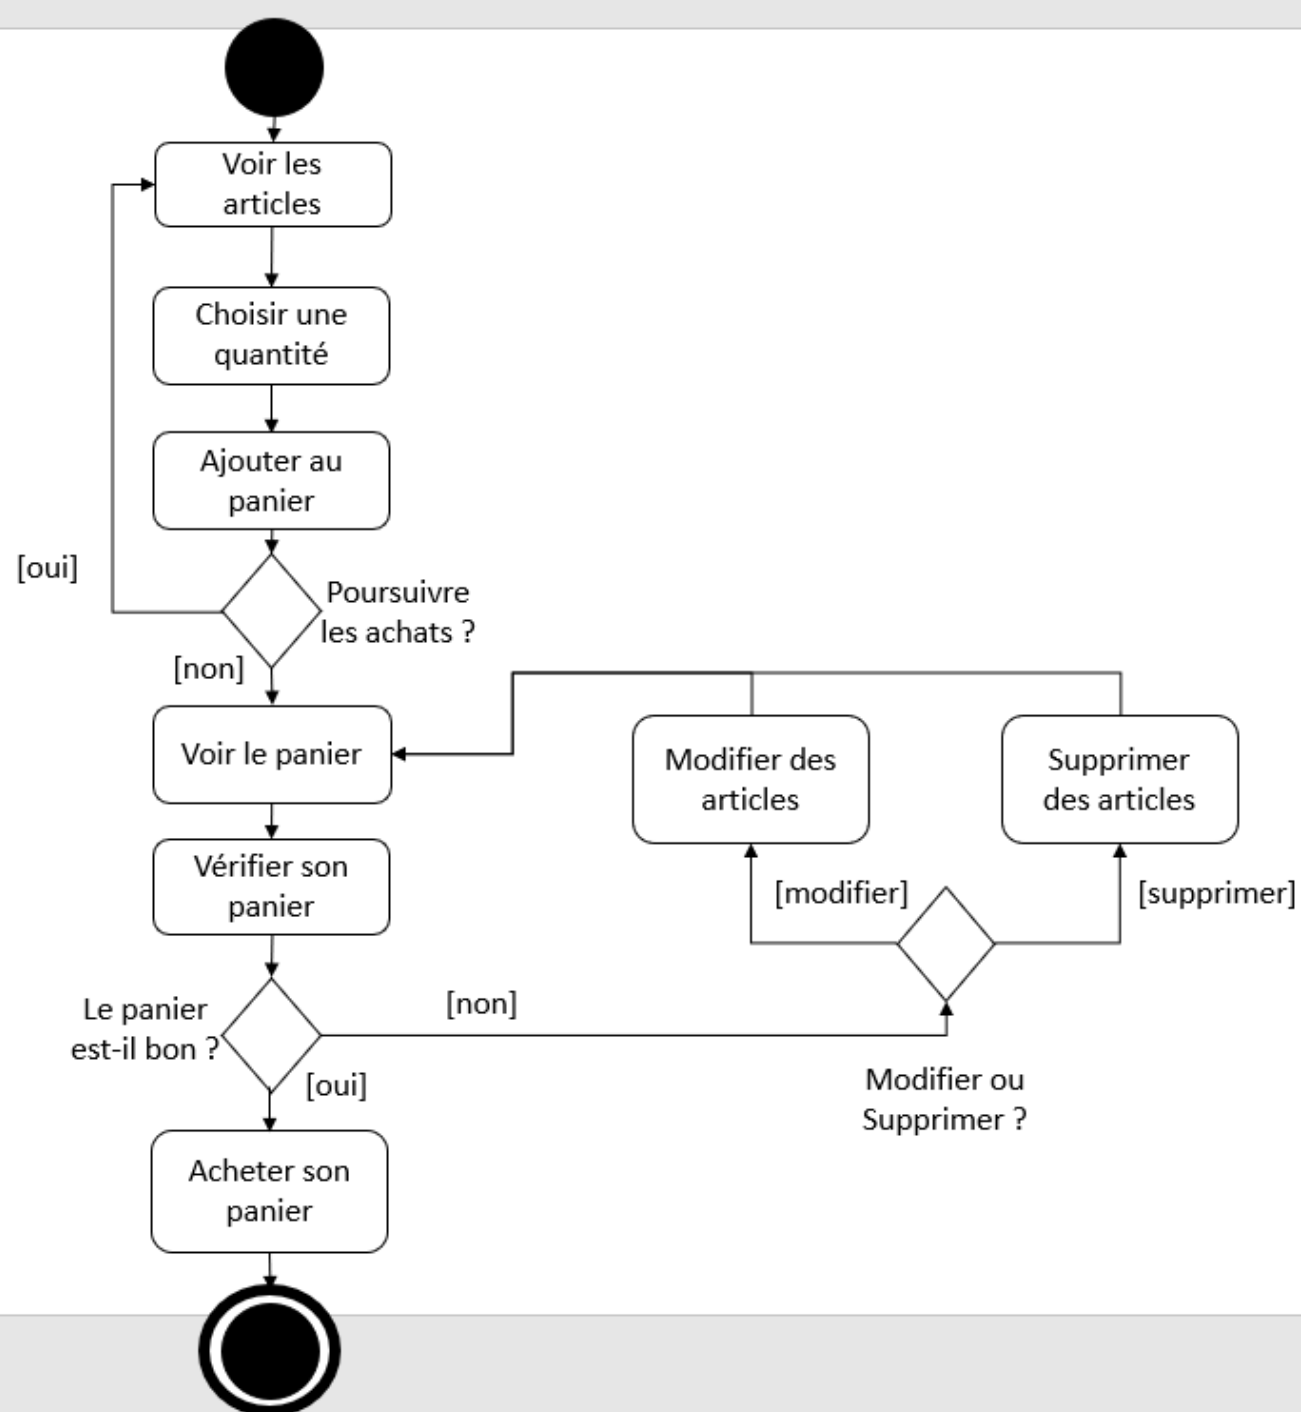 Voir les
articles
Choisir une
quantité
Ajouter au
panier
[oui]
Poursuivre
les achats ?
[non]
Voir le panier
Modifier des
articles
Supprimer
des articles
Vérifier son
panier
[modifier]
[supprimer]
Le panier
est-il bon ?
[non]
[oui]
Modifier ou
Supprimer ?
Acheter son
panier